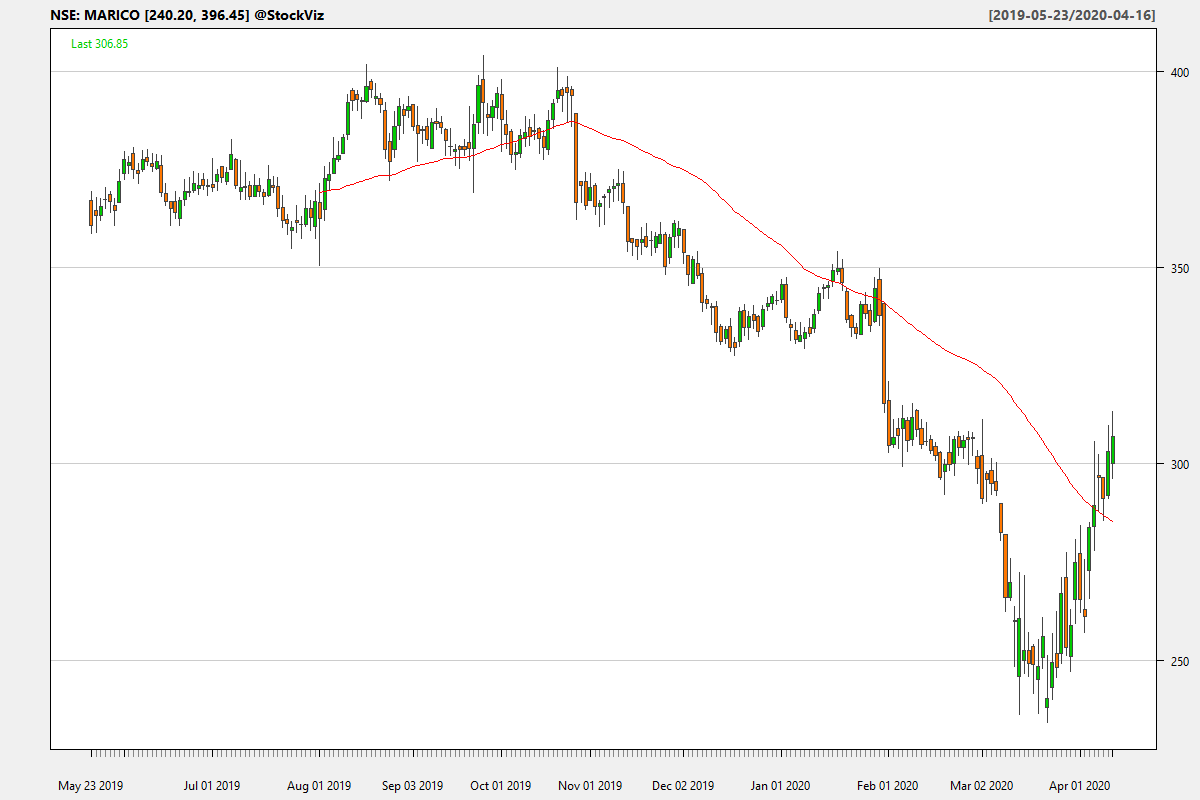 NSE: MARICO [240.20, 396.45] @StockViz [2019-05-23/2020-04-16]
Last 306.85
400
350
300
250
May 23 2019 Jul 01 2019 Aug 01 2019 Sep 03 2019 Oct 01 2019 Nov 01 2019 Dec 02 2019 Jan 01 2020 Feb 01 2020 Mar 02 2020 Apr 01 2020